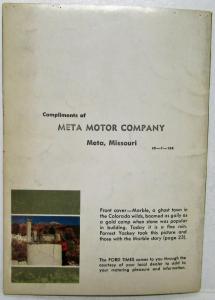 Compliments of
META MOTOR COMPANY
Meta, Missouri
Front cover—Marble, a ghost town in
the Colorado wilds, boomed as gaily as
a gold camp when stone was popular
in building. Today it is a fine ruin.
Forrest Yockey took this picture and
those with the Marble story (page 23).
The FORD TIMES comes to you through the
courtesy of your local dealer to add to
your motoring pleasure and information.